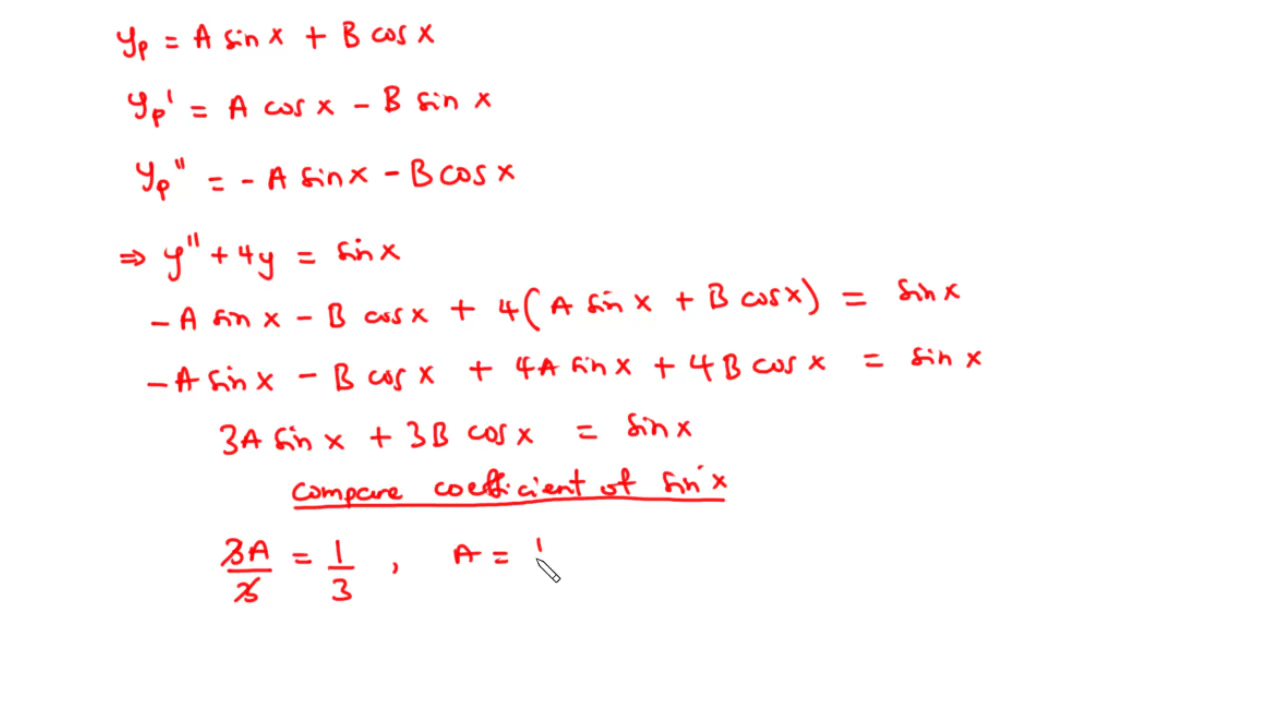 yp = A sin x + B cos x
yp' = A cos x - B sin x
yp'' = - A sin x - B cos x
⇒ y'' + 4y = sin x
- A sin x - B cos x + 4(A sin x + B cos x) = sin x
- A sin x - B cos x + 4A sin x + 4B cos x = sin x
3A sin x + 3B cos x = sin x
compare coefficient of sin x
3A/3 = 1/3 , A = 1